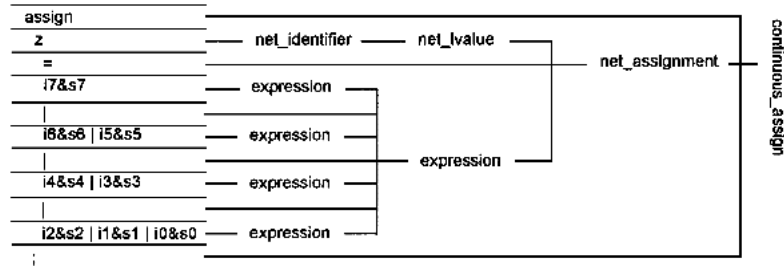 assign
z net_identifier net_lvalue
= net_assignment
i7&s7 expression
|
i6&s6 | i5&s5 expression
| expression
i4&s4 | i3&s3 expression
|
i2&s2 | i1&s1 | i0&s0 expression
;
continuous_assign